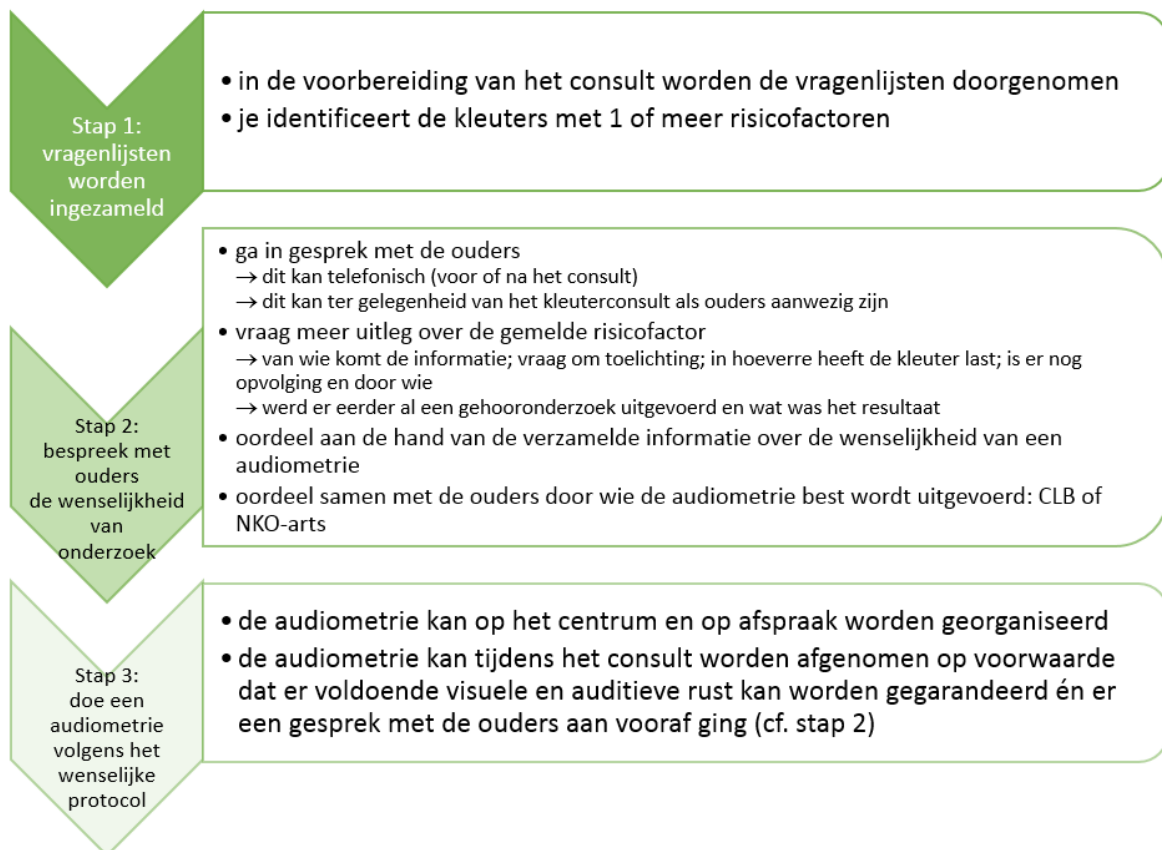 Stap 1:
vragenlijsten
worden
ingezameld
• in de voorbereiding van het consult worden de vragenlijsten doorgenomen
• je identificeert de kleuters met 1 of meer risicofactoren
Stap 2:
bespreek met
ouders
de wenselijkheid
van
onderzoek
• ga in gesprek met de ouders
→ dit kan telefonisch (voor of na het consult)
→ dit kan ter gelegenheid van het kleuterconsult als ouders aanwezig zijn
• vraag meer uitleg over de gemelde risicofactor
→ van wie komt de informatie; vraag om toelichting; in hoeverre heeft de kleuter last; is er nog
opvolging en door wie
→ werd er eerder al een gehooronderzoek uitgevoerd en wat was het resultaat
• oordeel aan de hand van de verzamelde informatie over de wenselijkheid van een
audiometrie
• oordeel samen met de ouders door wie de audiometrie best wordt uitgevoerd: CLB of
NKO-arts
Stap 3:
doe een
audiometrie
volgens het
wenselijke
protocol
• de audiometrie kan op het centrum en op afspraak worden georganiseerd
• de audiometrie kan tijdens het consult worden afgenomen op voorwaarde
dat er voldoende visuele en auditieve rust kan worden gegarandeerd én er
een gesprek met de ouders aan vooraf ging (cf. stap 2)